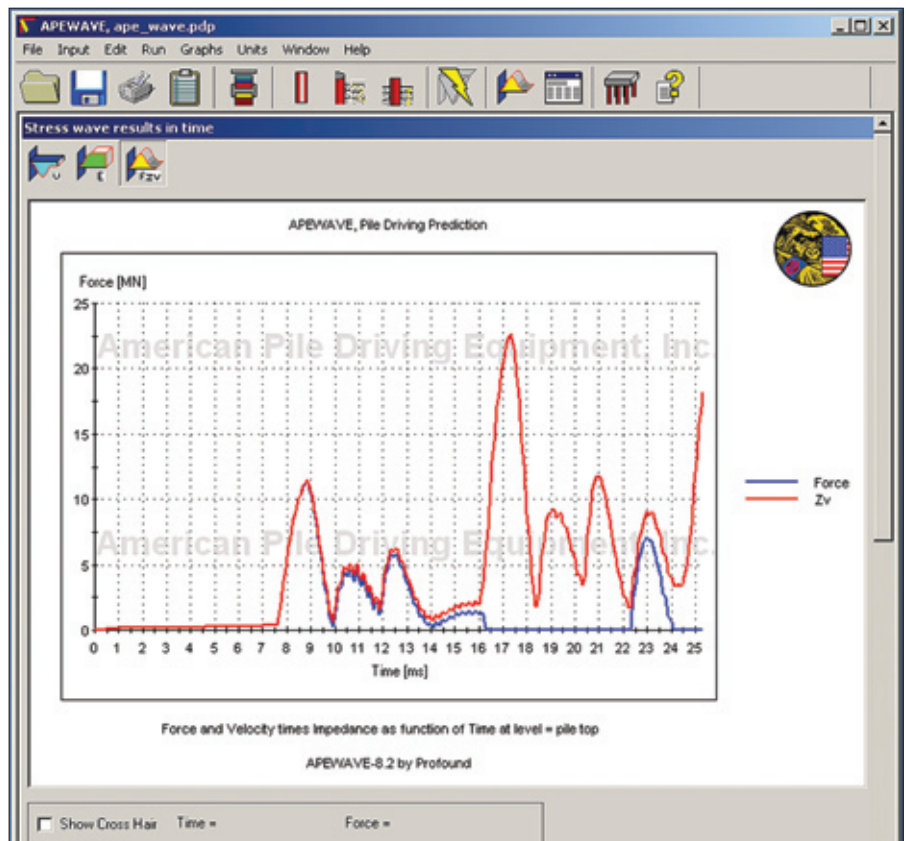 APEWAVE, ape_wave.pdp
File Input Edit Run Graphs Units Window Help
Stress wave results in time
U E FZV
APEWAVE, Pile Driving Prediction
Force [MN]
25
American Pile Driving Equipment, Inc.
20
15
10
American Pile Driving Equipment, Inc.
5
0
0 1 2 3 4 5 6 7 8 9 10 11 12 13 14 15 16 17 18 19 20 21 22 23 24 25
Time [ms]
Force
Zv
Force and Velocity times Impedance as function of Time at level = pile top
APEWAVE-8.2 by Profound
Show Cross Hair Time = Force =